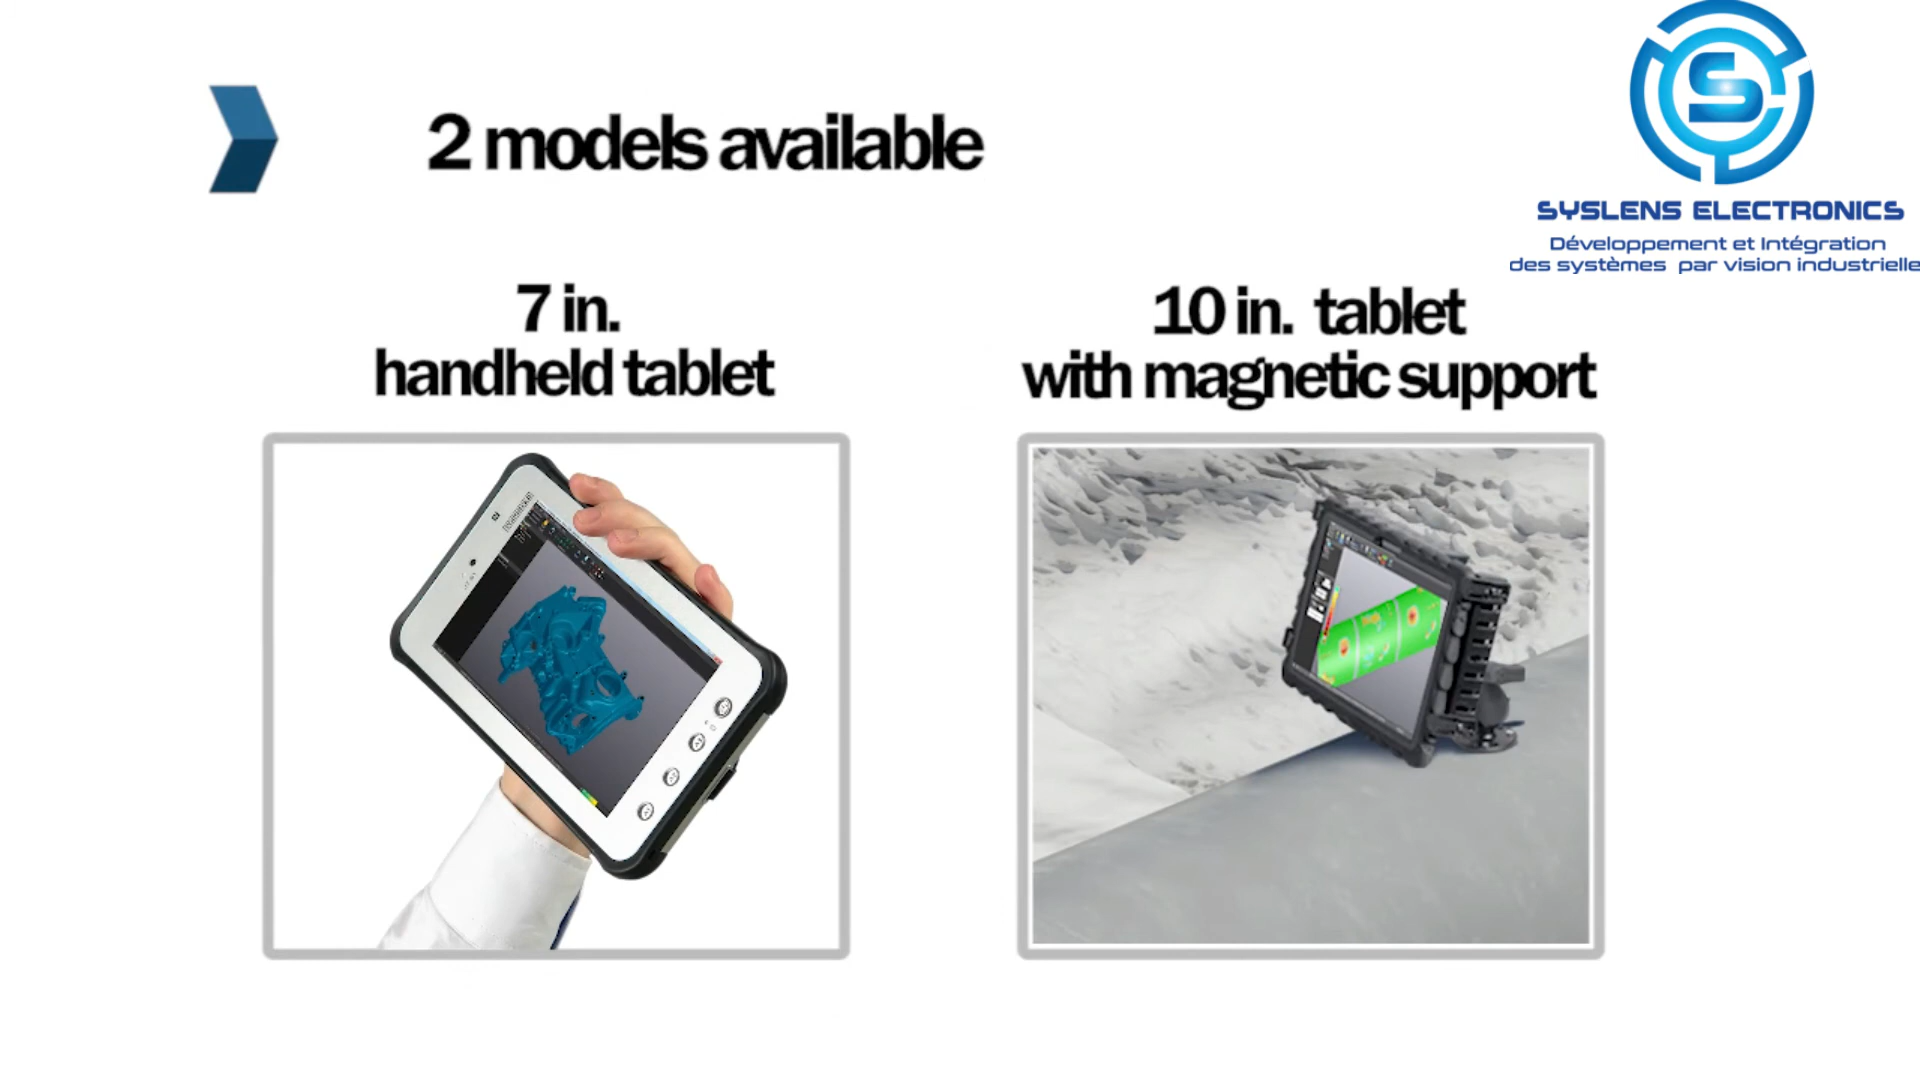 2 models available
SYSLENS ELECTRONICS
Développement et Intégration
des systèmes par vision industrielle
7 in.
handheld tablet
10 in. tablet
with magnetic support